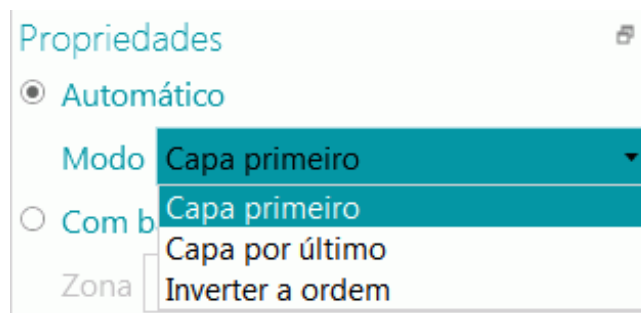 Propriedades
Automático
Modo Capa primeiro
Capa primeiro
Com b
Capa por último
Zona
Inverter a ordem